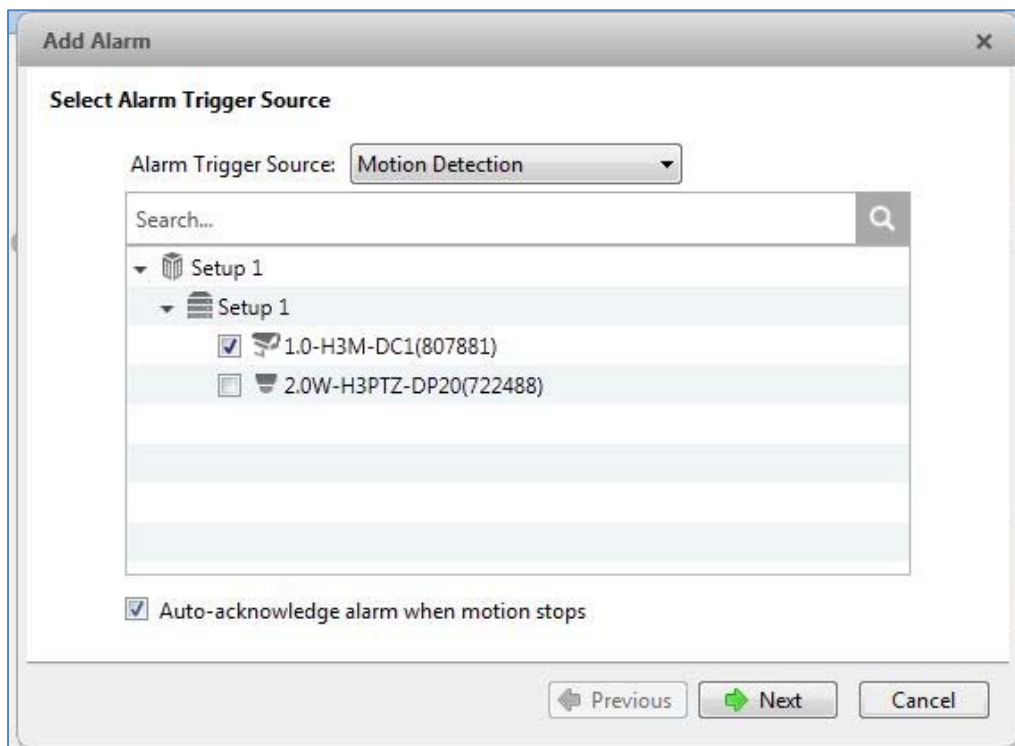 Add Alarm
Select Alarm Trigger Source
Alarm Trigger Source: Motion Detection
Search...
Setup 1
Setup 1
1.0-H3M-DC1(807881)
2.0W-H3PTZ-DP20(722488)
Auto-acknowledge alarm when motion stops
Previous Next Cancel